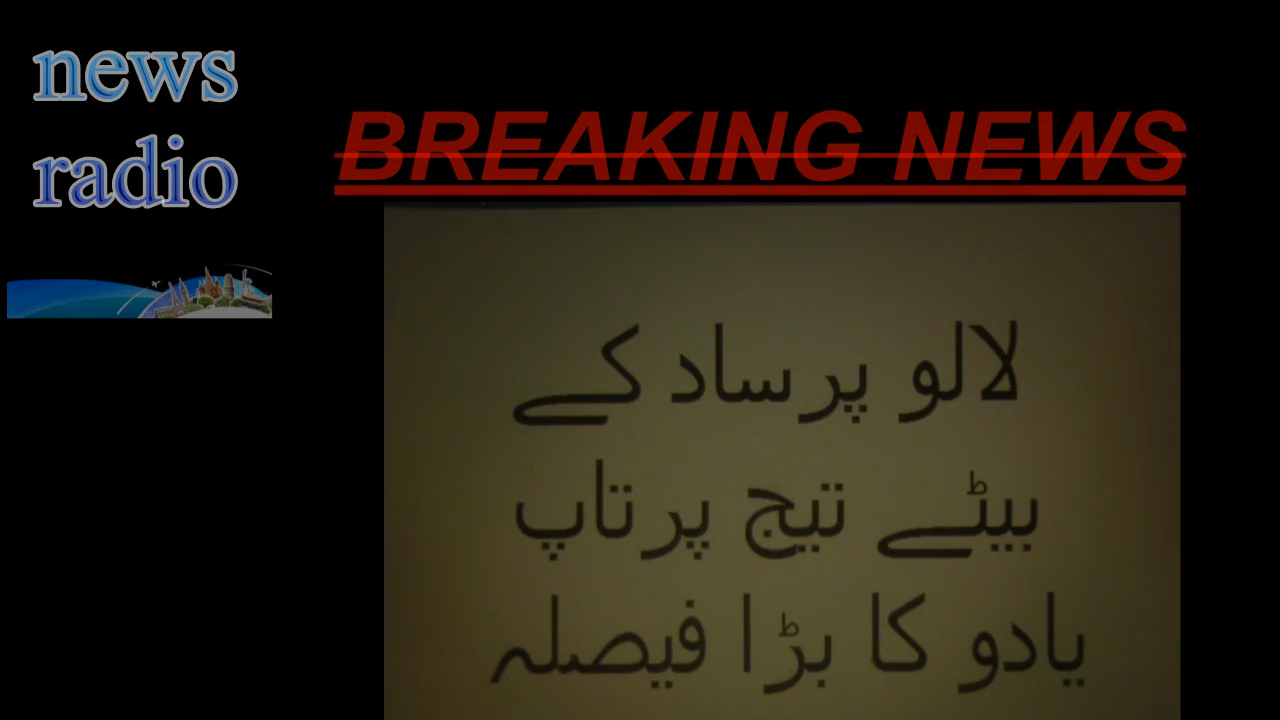 news
radio
BREAKING NEWS
لالو پرساد کے
بیٹے تیج پرتاپ
یادو کا بڑا فیصلہ